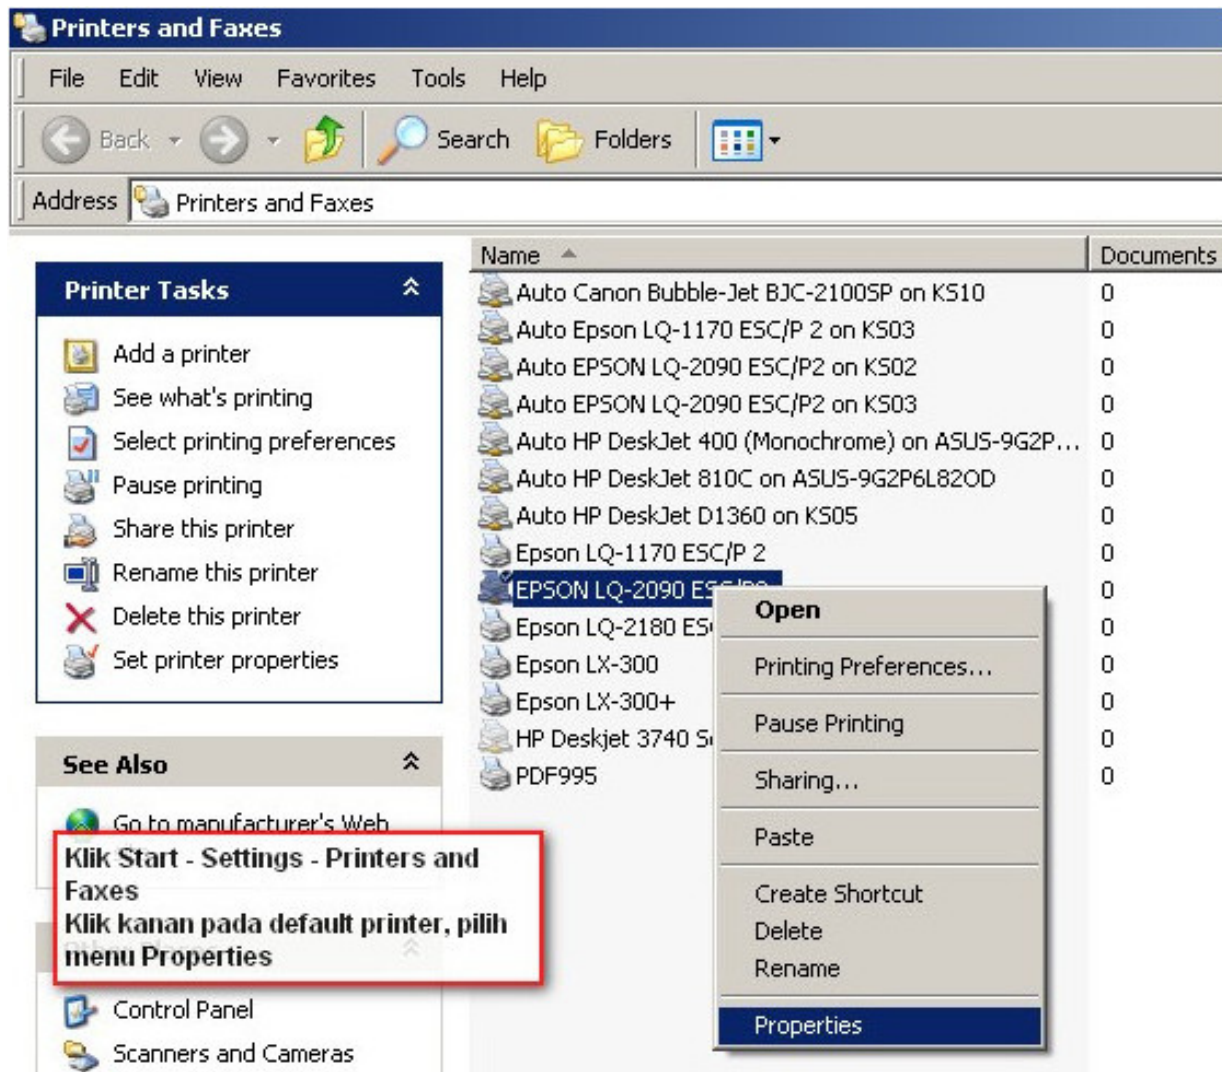 Printers and Faxes
File Edit View Favorites Tools Help
Back Search Folders
Address Printers and Faxes
Printer Tasks
Add a printer
See what's printing
Select printing preferences
Pause printing
Share this printer
Rename this printer
Delete this printer
Set printer properties
See Also
Go to manufacturer's Web
Klik Start - Settings - Printers and
Faxes
Klik kanan pada default printer, pilih
menu Properties
Control Panel
Scanners and Cameras
Name Documents
Auto Canon Bubble-Jet BJC-2100SP on KS10 0
Auto Epson LQ-1170 ESC/P 2 on KS03 0
Auto EPSON LQ-2090 ESC/P2 on KS02 0
Auto EPSON LQ-2090 ESC/P2 on KS03 0
Auto HP DeskJet 400 (Monochrome) on ASUS-9G2P... 0
Auto HP DeskJet 810C on ASUS-9G2P6L82OD 0
Auto HP DeskJet D1360 on KS05 0
Epson LQ-1170 ESC/P 2 0
EPSON LQ-2090 0
Epson LQ-2180 0
Epson LX-300 0
Epson LX-300+ 0
HP Deskjet 3740 0
PDF995 0
Open
Printing Preferences...
Pause Printing
Sharing...
Paste
Create Shortcut
Delete
Rename
Properties